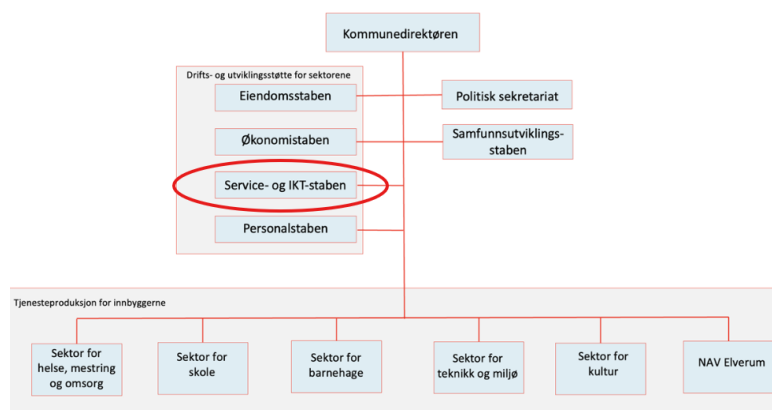 Kommunedirektøren
Drifts- og utviklingsstøtte for sektorene
Eiendomsstaben
Politisk sekretariat
Økonomistaben
Samfunnsutviklings-
staben
Service- og IKT-staben
Personalstaben
Tjenesteproduksjon for innbyggerne
Sektor for
helse, mestring
og omsorg
Sektor for
skole
Sektor for
barnehage
Sektor for
teknikk og miljø
Sektor for
kultur
NAV Elverum